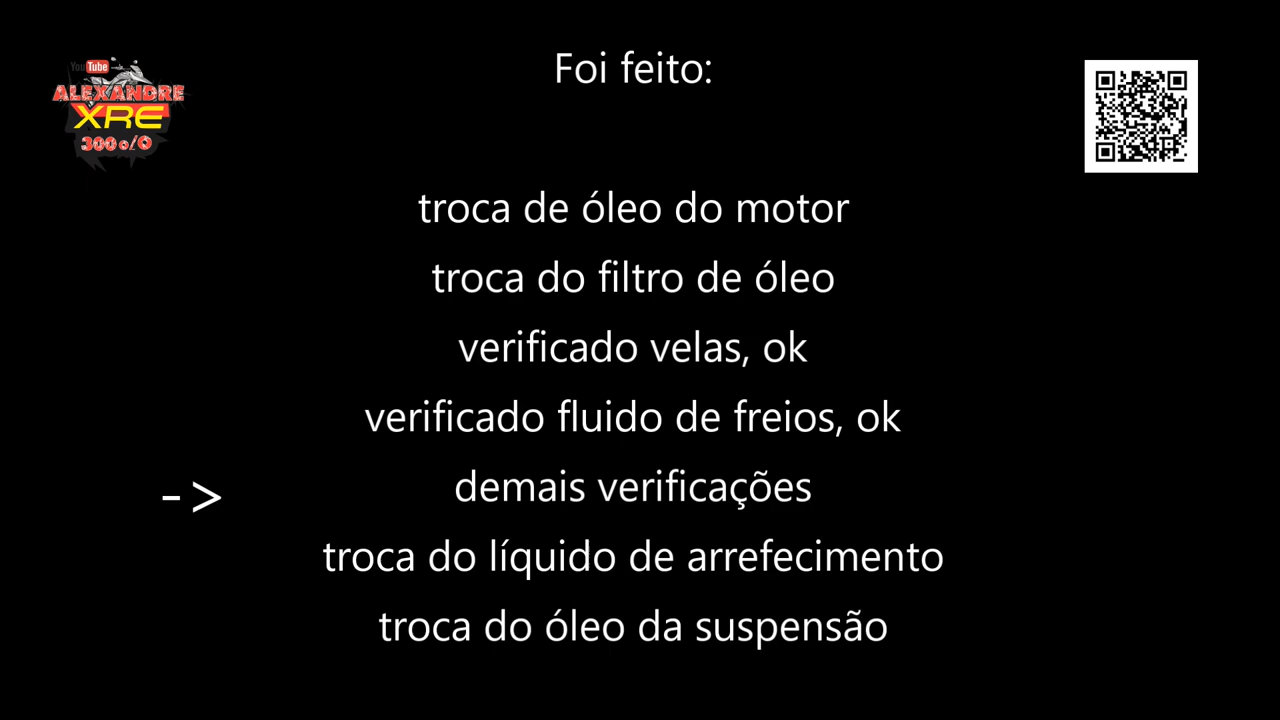 Foi feito:
YouTube
ALEXANDRE
XRE
300
troca de óleo do motor
troca do filtro de óleo
verificado velas, ok
verificado fluido de freios, ok
-> demais verificações
troca do líquido de arrefecimento
troca do óleo da suspensão